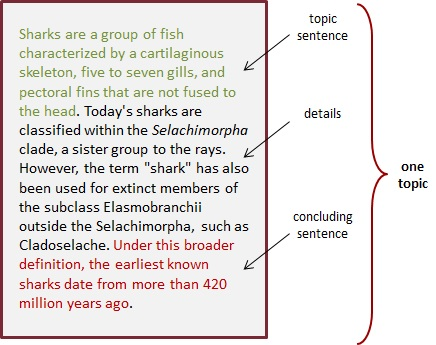 Sharks are a group of fish
characterized by a cartilaginous
skeleton, five to seven gills, and
pectoral fins that are not fused to
the head. Today's sharks are
classified within the Selachimorpha
clade, a sister group to the rays.
However, the term "shark" has also
been used for extinct members of
the subclass Elasmobranchii
outside the Selachimorpha, such as
Cladoselache. Under this broader
definition, the earliest known
sharks date from more than 420
million years ago.
topic
sentence
details
concluding
sentence
one
topic